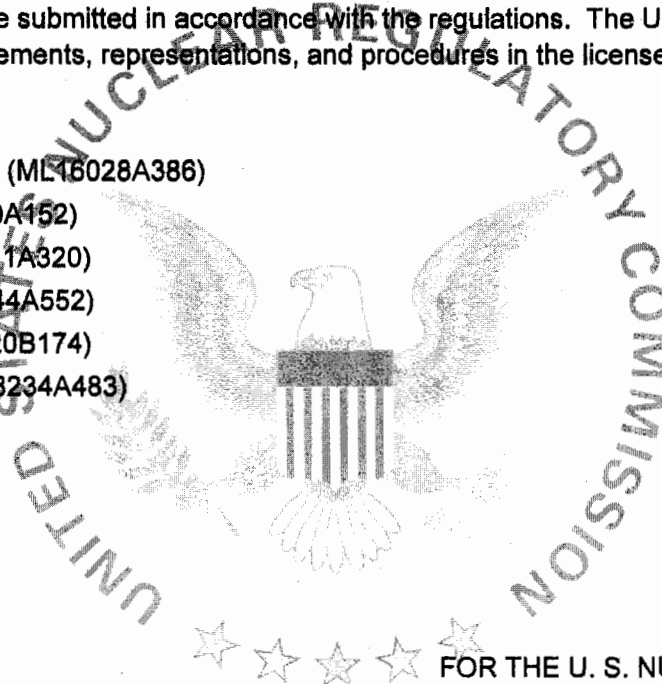 e submitted in accordance with the regulations. The U
ements, representations, and procedures in the license
(ML16028A386)
A152)
1A320)
4A552)
20B174)
3234A483)
UNITED STATES NUCLEAR REGULATORY COMMISSION
FOR THE U. S. NU